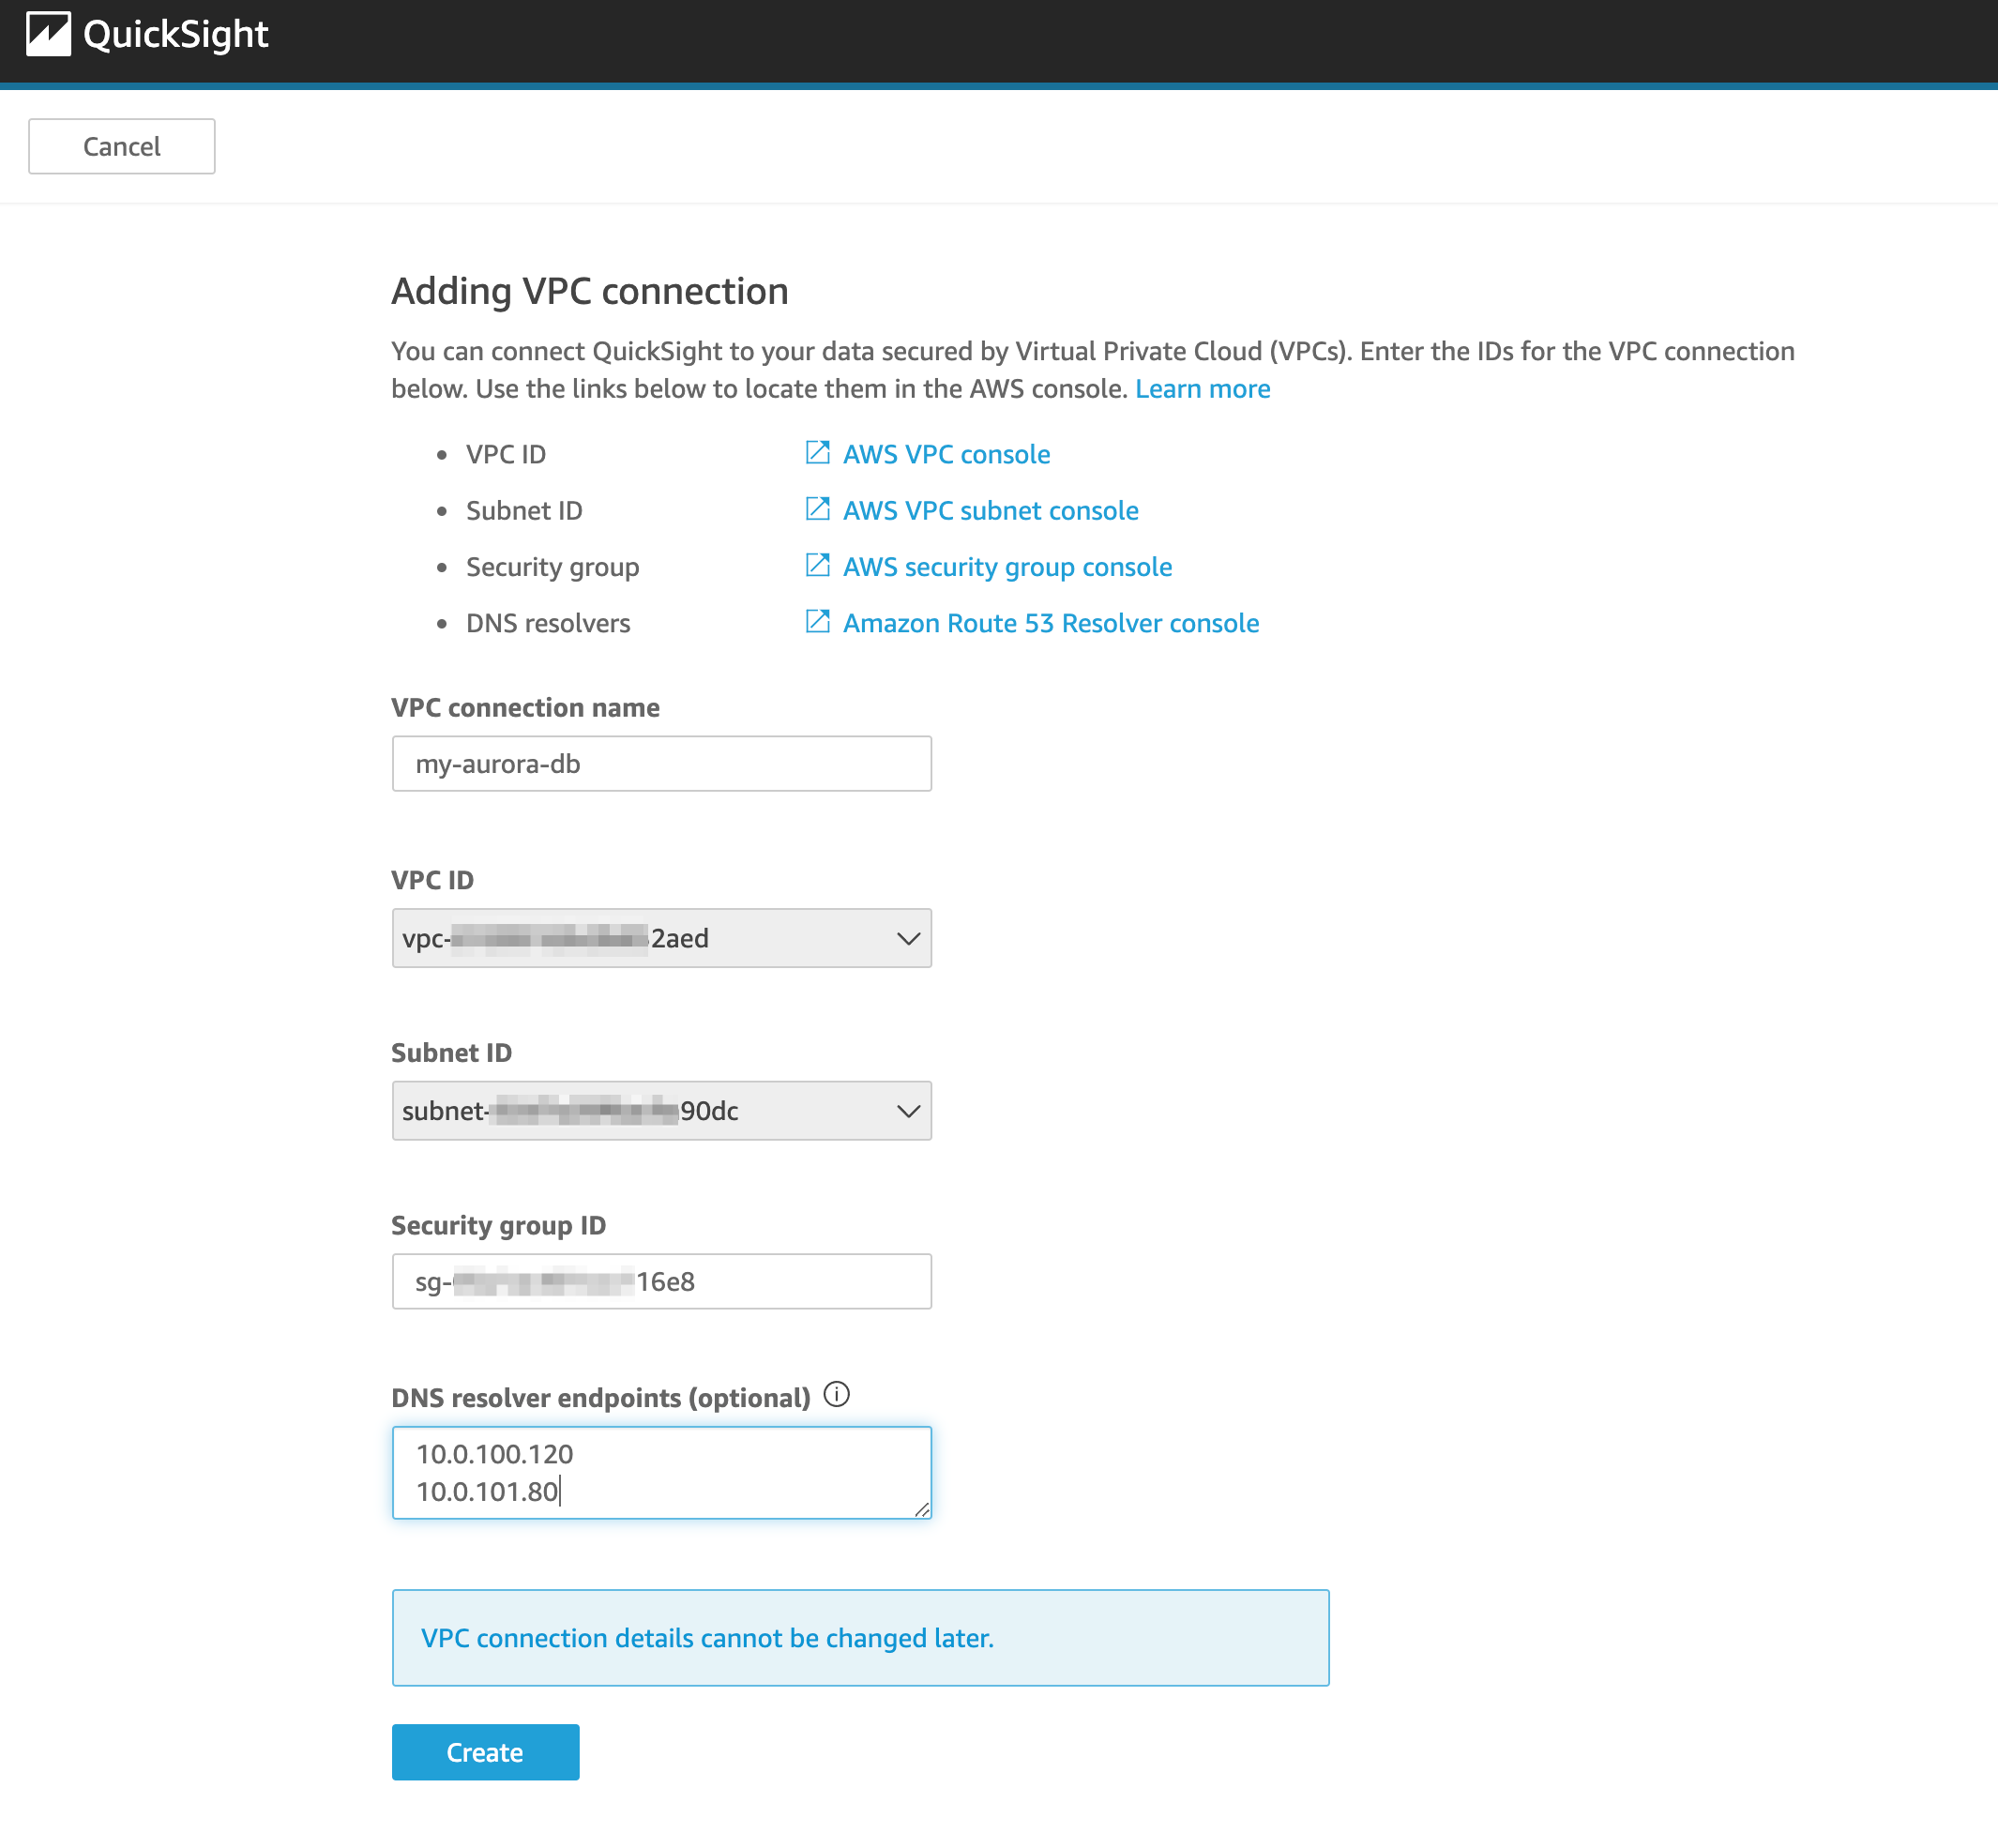 QuickSight
Cancel
Adding VPC connection
You can connect QuickSight to your data secured by Virtual Private Cloud (VPCs). Enter the IDs for the VPC connection
below. Use the links below to locate them in the AWS console. Learn more
• VPC ID AWS VPC console
• Subnet ID AWS VPC subnet console
• Security group AWS security group console
• DNS resolvers Amazon Route 53 Resolver console
VPC connection name
my-aurora-db
VPC ID
vpc- 2aed
Subnet ID
subnet- 90dc
Security group ID
sg- 16e8
DNS resolver endpoints (optional)
10.0.100.120
10.0.101.80
VPC connection details cannot be changed later.
Create